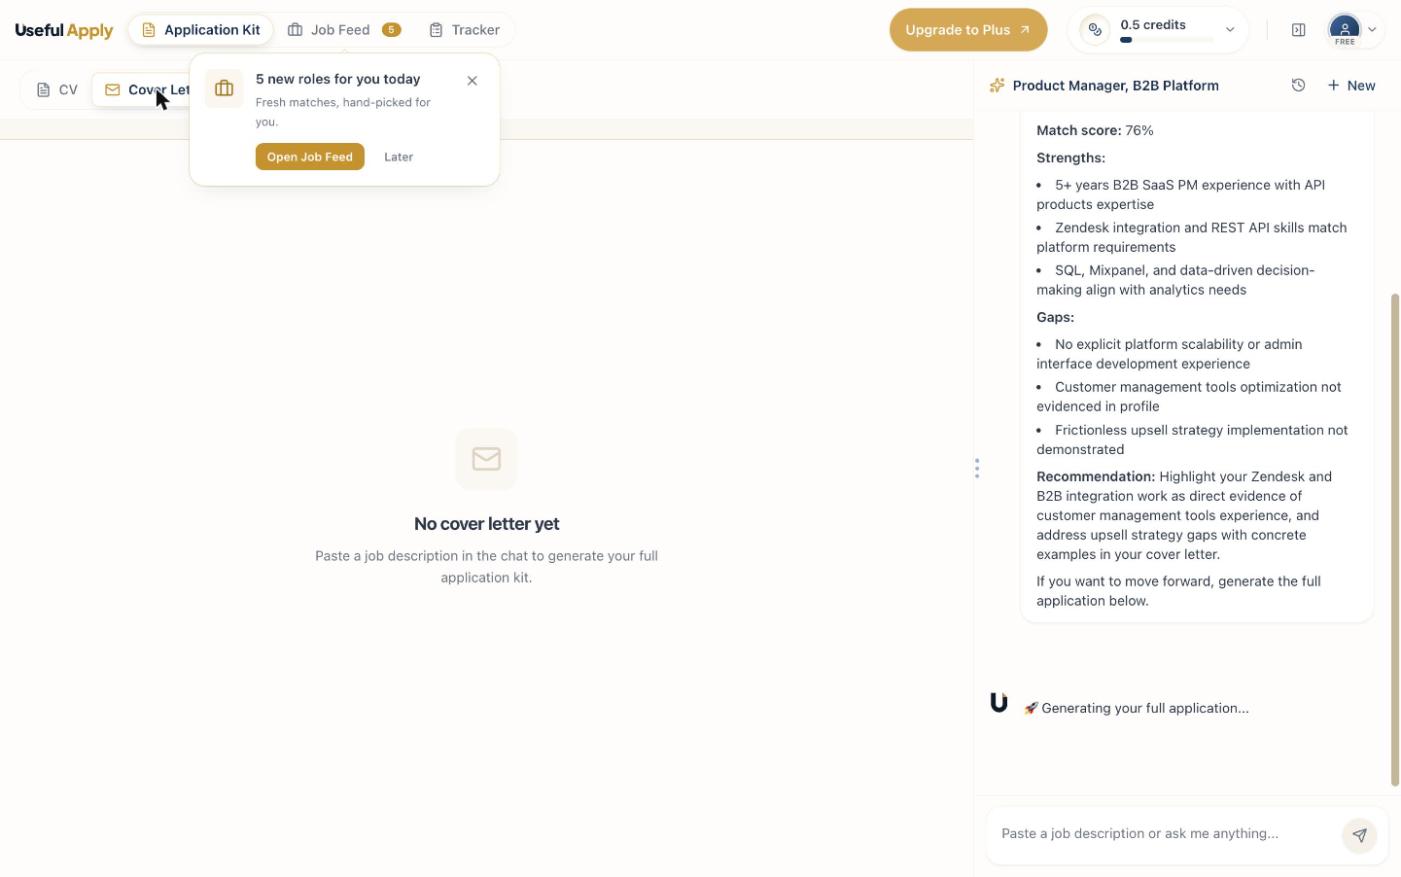 UsefulApply
Application Kit
Job Feed 5
Tracker
Upgrade to Plus
0.5 credits
FREE
CV
Cover Let
5 new roles for you today
Fresh matches, hand-picked for
you.
Open Job Feed
Later
No cover letter yet
Paste a job description in the chat to generate your full
application kit.
Product Manager, B2B Platform
+ New
Match score: 76%
Strengths:
• 5+ years B2B SaaS PM experience with API
products expertise
• Zendesk integration and REST API skills match
platform requirements
• SQL, Mixpanel, and data-driven decision-
making align with analytics needs
Gaps:
• No explicit platform scalability or admin
interface development experience
• Customer management tools optimization not
evidenced in profile
• Frictionless upsell strategy implementation not
demonstrated
Recommendation: Highlight your Zendesk and
B2B integration work as direct evidence of
customer management tools experience, and
address upsell strategy gaps with concrete
examples in your cover letter.
If you want to move forward, generate the full
application below.
🚀 Generating your full application...
Paste a job description or ask me anything...